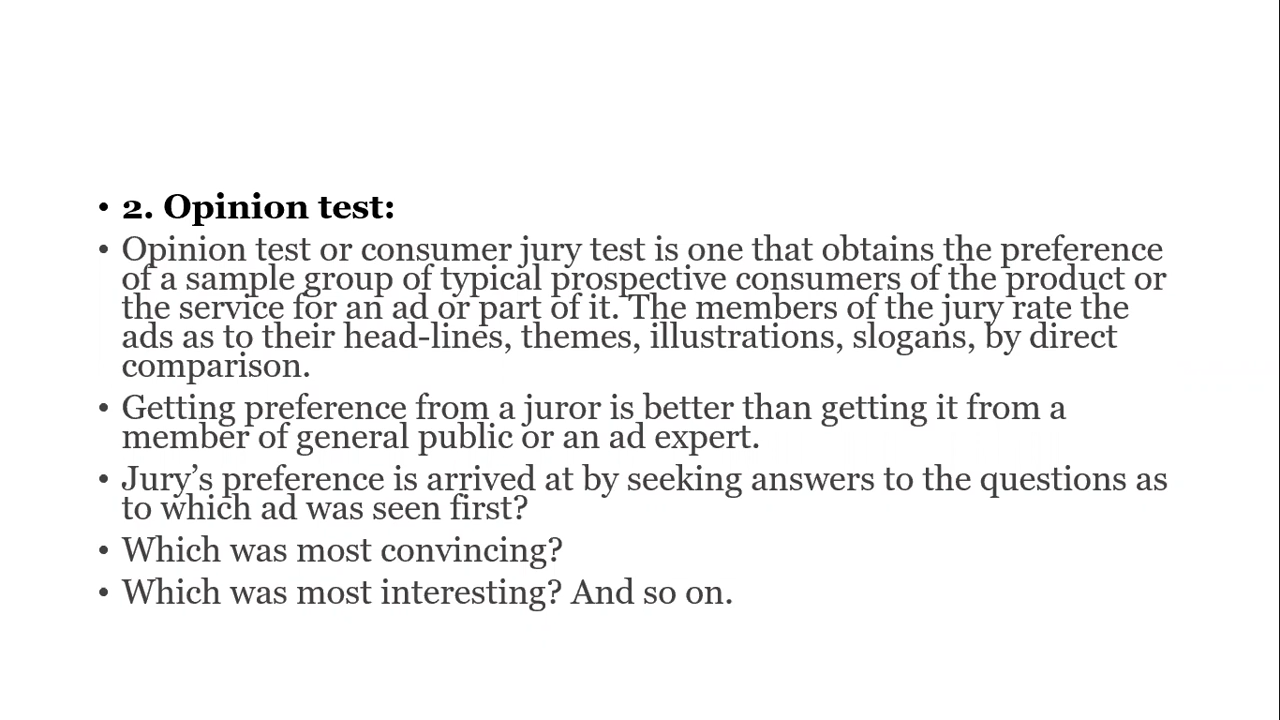 • 2. Opinion test:
• Opinion test or consumer jury test is one that obtains the preference
of a sample group of typical prospective consumers of the product or
the service for an ad or part of it. The members of the jury rate the
ads as to their head-lines, themes, illustrations, slogans, by direct
comparison.
• Getting preference from a juror is better than getting it from a
member of general public or an ad expert.
• Jury’s preference is arrived at by seeking answers to the questions as
to which ad was seen first?
• Which was most convincing?
• Which was most interesting? And so on.